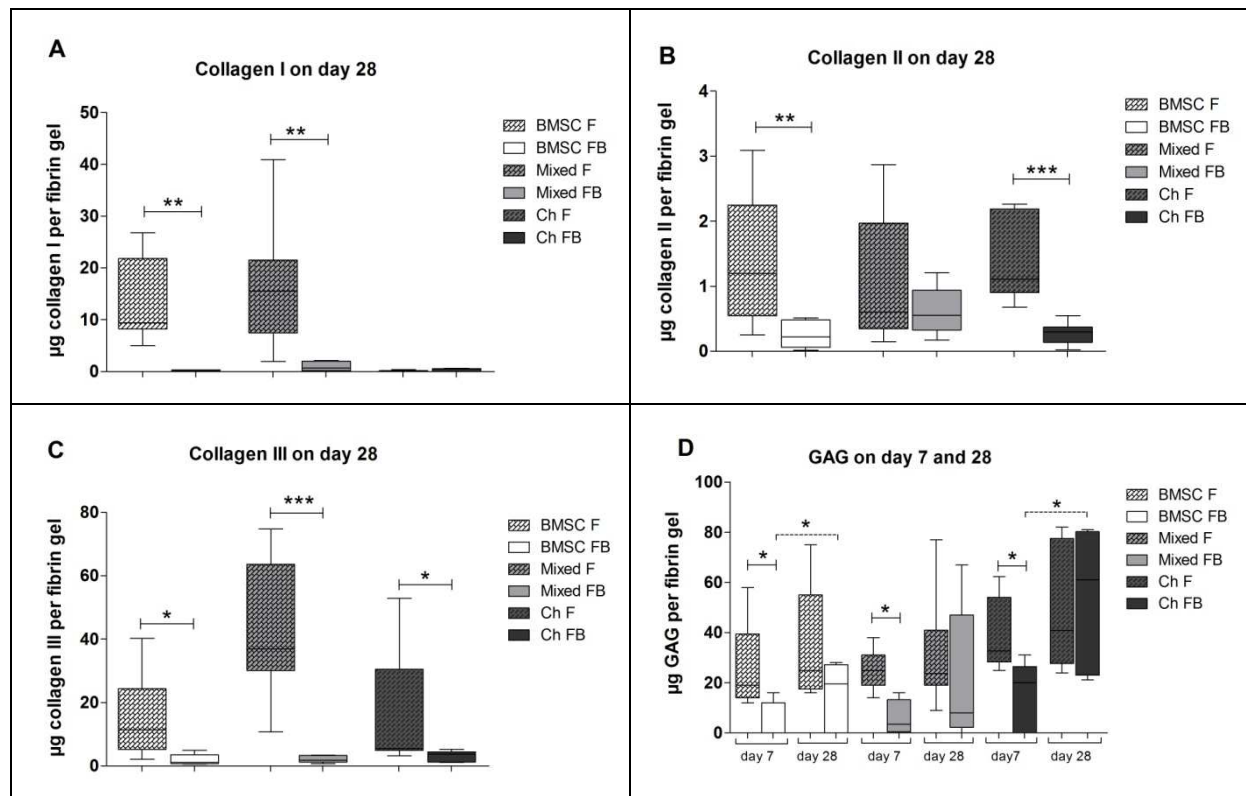 A
Collagen I on day 28
µg collagen I per fibrin gel
50
40
30
20
10
0
**
**
BMSC F
BMSC FB
Mixed F
Mixed FB
Ch F
Ch FB
B
Collagen II on day 28
µg collagen II per fibrin gel
4
3
2
1
0
**
***
BMSC F
BMSC FB
Mixed F
Mixed FB
Ch F
Ch FB
C
Collagen III on day 28
µg collagen III per fibrin gel
80
60
40
20
0
*
***
*
BMSC F
BMSC FB
Mixed F
Mixed FB
Ch F
Ch FB
D
GAG on day 7 and 28
µg GAG per fibrin gel
100
80
60
40
20
0
*
*
*
*
*
day 7
day 28
day 7
day 28
day7
day 28
BMSC F
BMSC FB
Mixed F
Mixed FB
Ch F
Ch FB